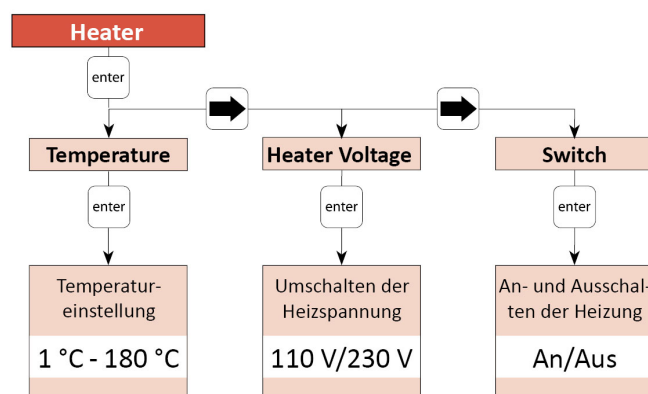 Heater
enter
Temperature
Heater Voltage
Switch
enter
enter
enter
Temperatur-
einstellung
1 °C - 180 °C
Umschalten der
Heizspannung
110 V/230 V
An- und Ausschal-
ten der Heizung
An/Aus